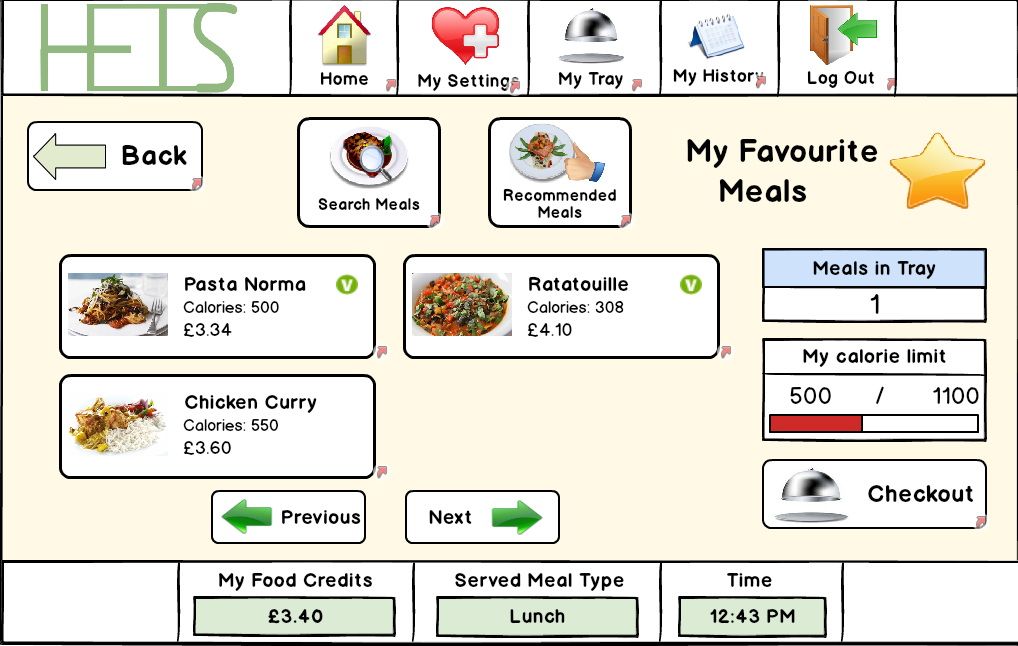 HETS
Home
My Settings
My Tray
My History
Log Out
Back
Search Meals
Recommended
Meals
My Favourite
Meals
Pasta Norma
V
Calories: 500
£3.34
Ratatouille
V
Calories: 308
£4.10
Meals in Tray
1
My calorie limit
500 / 1100
Chicken Curry
Calories: 550
£3.60
Checkout
Previous
Next
My Food Credits
£3.40
Served Meal Type
Lunch
Time
12:43 PM